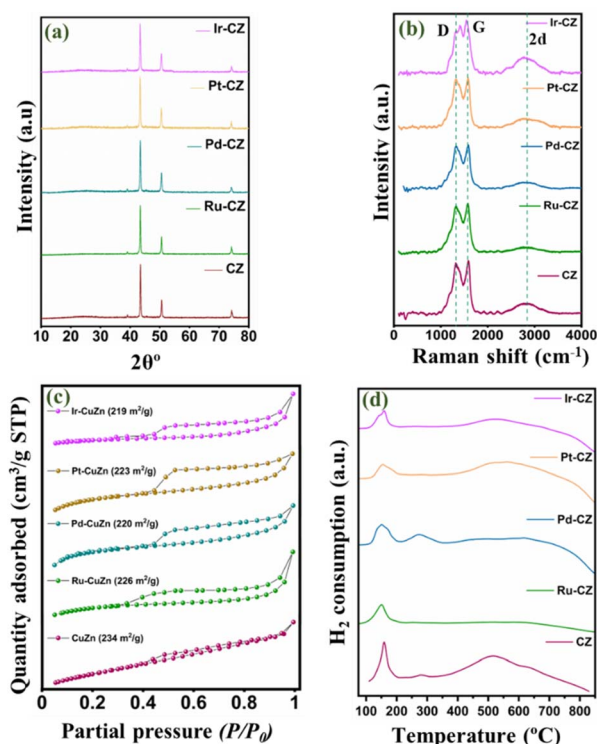 (a)
Ir-CZ
Pt-CZ
Pd-CZ
Ru-CZ
CZ
Intensity (a.u)
10 20 30 40 50 60 70 80
2θº
(b)
D G 2d
Ir-CZ
Pt-CZ
Pd-CZ
Ru-CZ
CZ
Intensity (a.u.)
0 1000 2000 3000 4000
Raman shift (cm⁻¹)
(c)
Ir-CuZn (219 m²/g)
Pt-CuZn (223 m²/g)
Pd-CuZn (220 m²/g)
Ru-CuZn (226 m²/g)
CuZn (234 m²/g)
Quantity adsorbed (cm³/g STP)
0 0.2 0.4 0.6 0.8 1
Partial pressure (P/P₀)
(d)
Ir-CZ
Pt-CZ
Pd-CZ
Ru-CZ
CZ
H₂ consumption (a.u.)
100 200 300 400 500 600 700 800
Temperature (ºC)